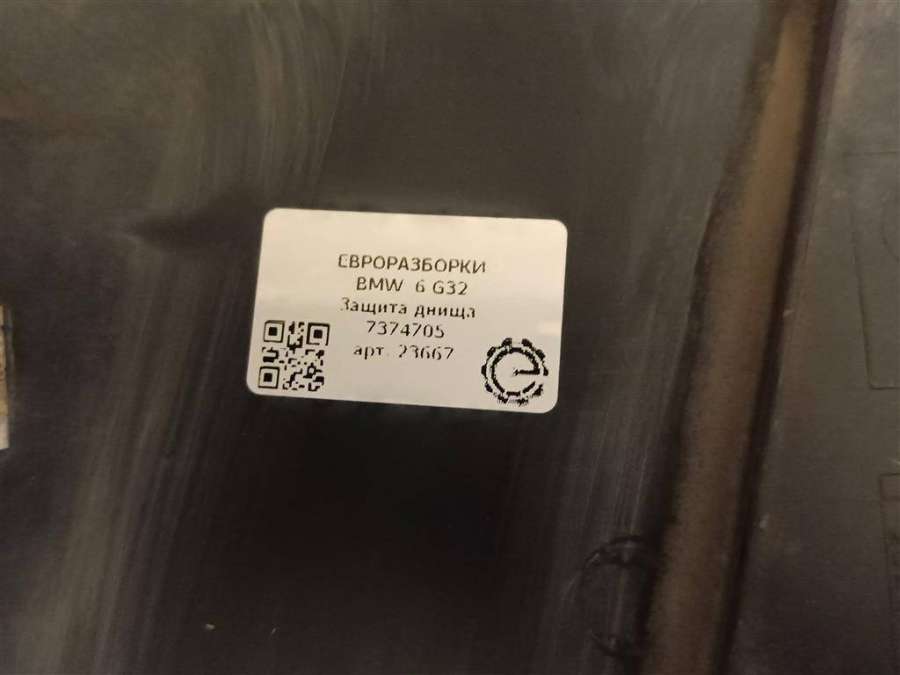 ЕВРОРАЗБОРКИ
BMW 6 G32
Защита днища
7374705
арт. 23667